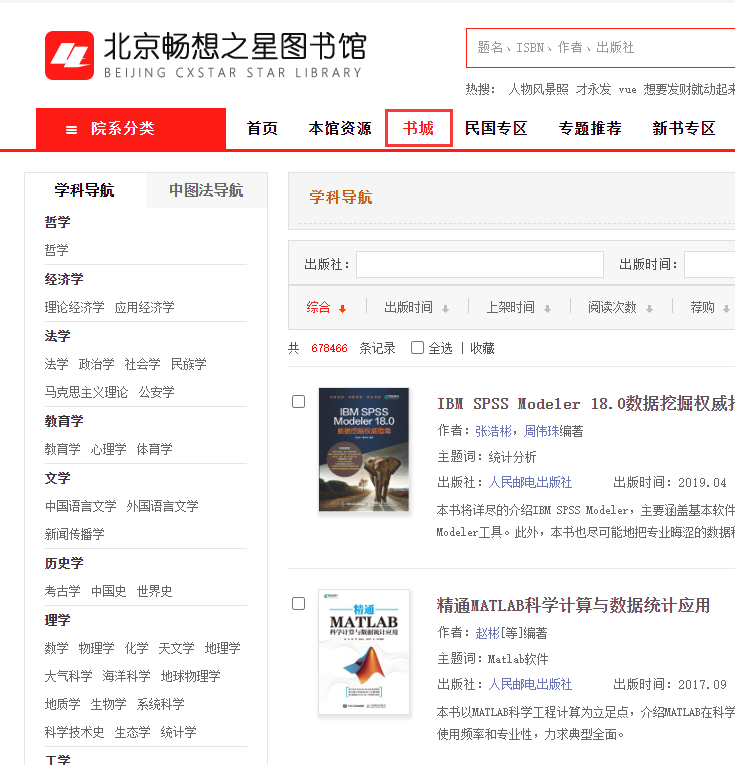 北京畅想之星图书馆
BEIJING CXSTAR STAR LIBRARY
题名、ISBN、作者、出版社
热搜： 人物风景照 才永发 vue 想要发财就动起来
院系分类 首页 本馆资源 书城 民国专区 专题推荐 新书专区
学科导航 中图法导航
哲学
哲学
经济学
理论经济学 应用经济学
法学
法学 政治学 社会学 民族学
马克思主义理论 公安学
教育学
教育学 心理学 体育学
文学
中国语言文学 外国语言文学
新闻传播学
历史学
考古学 中国史 世界史
理学
数学 物理学 化学 天文学 地理学
大气科学 海洋科学 地球物理学
地质学 生物学 系统科学
科学技术史 生态学 统计学
工学
学科导航
出版社： 出版时间：
综合 出版时间 上架时间 阅读次数 荐购
共 678466 条记录 全选 | 收藏
IBM SPSS
Modeler 18.0
数据挖掘权威指南
IBM SPSS Modeler 18.0数据挖掘权威指
作者：张浩彬，周伟珠编著
主题词：统计分析
出版社：人民邮电出版社 出版时间：2019.04
本书将详尽的介绍IBM SPSS Modeler，主要涵盖基本软件
Modeler工具。此外，本书也尽可能地把专业晦涩的数据科
精通
MATLAB
科学计算与数据统计应用
精通MATLAB科学计算与数据统计应用
作者：赵彬[等]编著
主题词：Matlab软件
出版社：人民邮电出版社 出版时间：2017.09
本书以MATLAB科学工程计算为立足点，介绍MATLAB在科学
使用频率和专业性，力求典型全面。